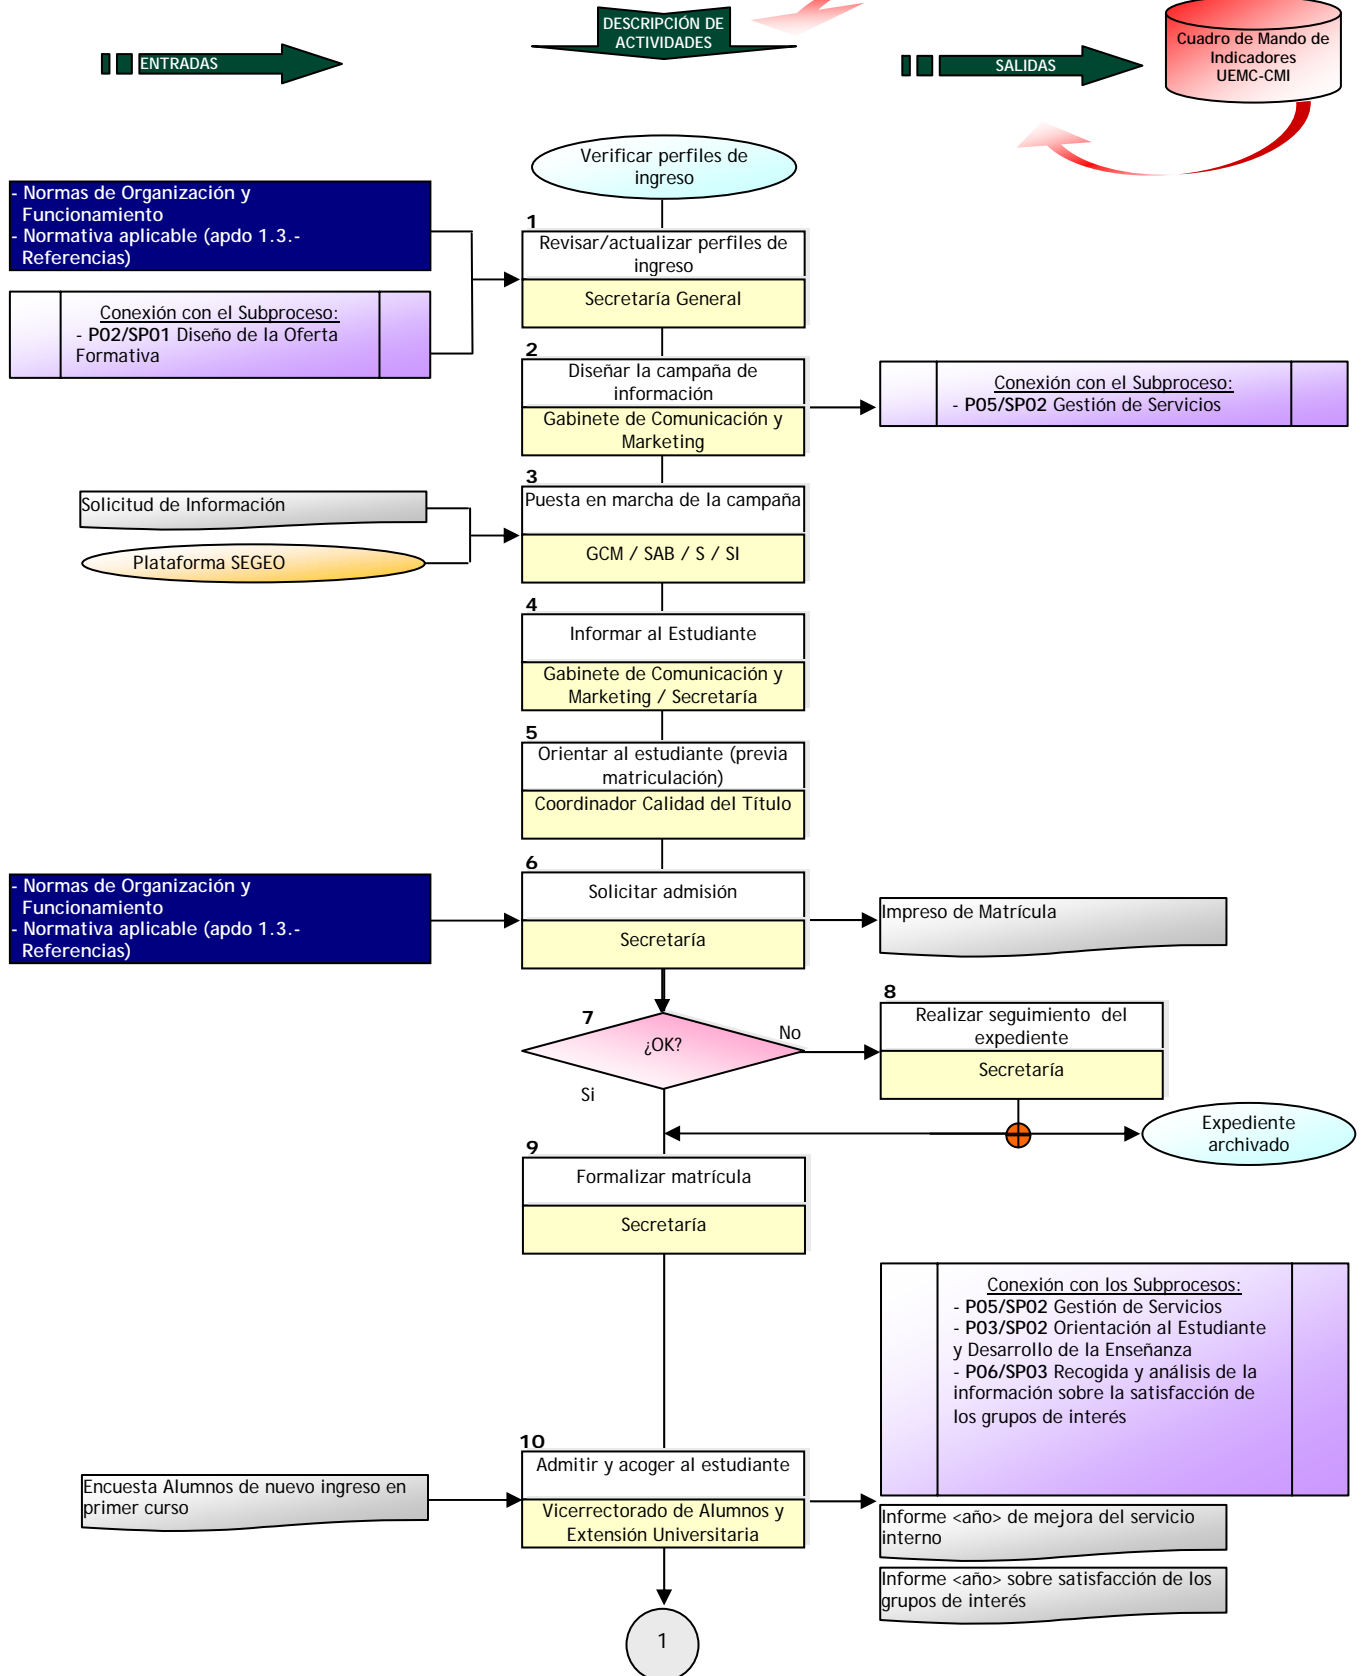 DESCRIPCIÓN DE
ACTIVIDADES
ENTRADAS
SALIDAS
Cuadro de Mando de
Indicadores
UEMC-CMI
Verificar perfiles de
ingreso
- Normas de Organización y
Funcionamiento
- Normativa aplicable (apdo 1.3.-
Referencias)
1
Revisar/actualizar perfiles de
ingreso
Secretaría General
Conexión con el Subproceso:
- P02/SP01 Diseño de la Oferta
Formativa
2
Diseñar la campaña de
información
Gabinete de Comunicación y
Marketing
Conexión con el Subproceso:
- P05/SP02 Gestión de Servicios
3
Puesta en marcha de la campaña
GCM / SAB / S / SI
Solicitud de Información
Plataforma SEGEO
4
Informar al Estudiante
Gabinete de Comunicación y
Marketing / Secretaría
5
Orientar al estudiante (previa
matriculación)
Coordinador Calidad del Título
6
Solicitar admisión
Secretaría
- Normas de Organización y
Funcionamiento
- Normativa aplicable (apdo 1.3.-
Referencias)
Impreso de Matrícula
7
¿OK?
No
Si
8
Realizar seguimiento del
expediente
Secretaría
Expediente
archivado
9
Formalizar matrícula
Secretaría
Conexión con los Subprocesos:
- P05/SP02 Gestión de Servicios
- P03/SP02 Orientación al Estudiante
y Desarrollo de la Enseñanza
- P06/SP03 Recogida y análisis de la
información sobre la satisfacción de
los grupos de interés
10
Admitir y acoger al estudiante
Vicerrectorado de Alumnos y
Extensión Universitaria
Encuesta Alumnos de nuevo ingreso en
primer curso
Informe <año> de mejora del servicio
interno
Informe <año> sobre satisfacción de los
grupos de interés
1